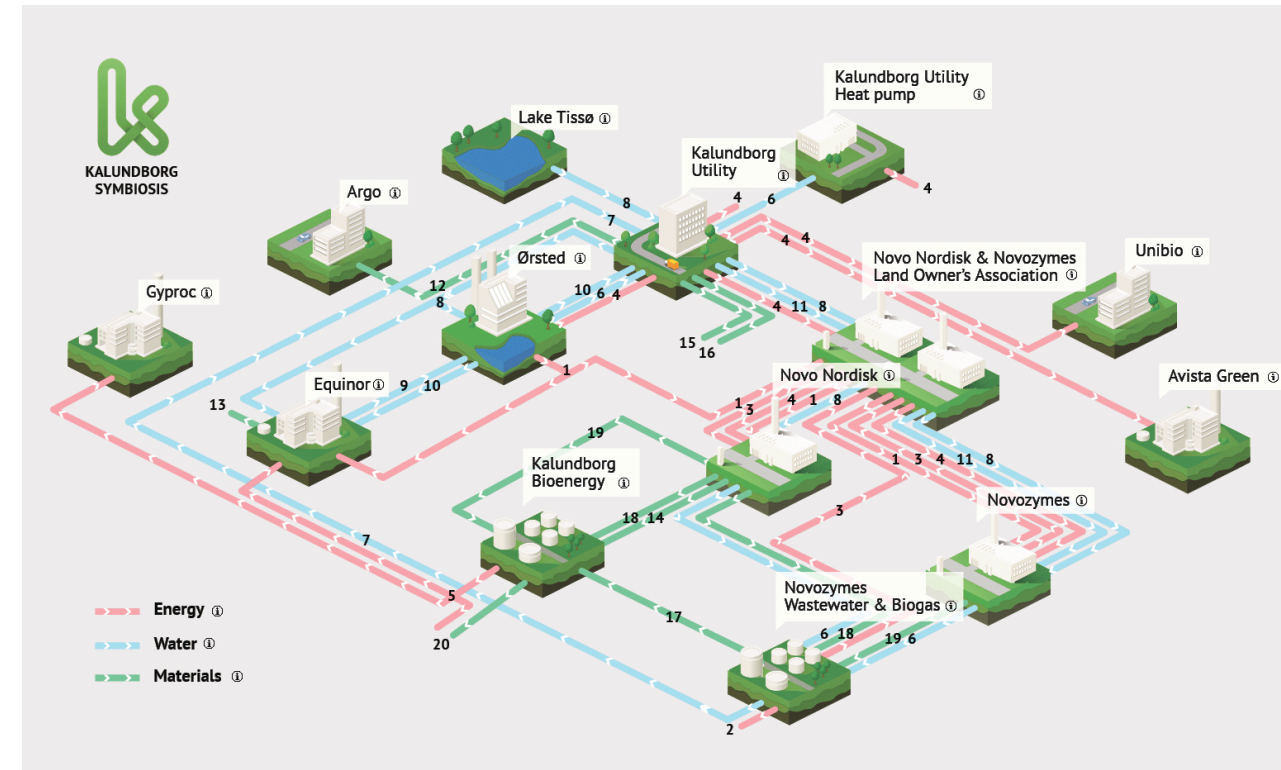 KALUNDBORG
SYMBIOSIS
Kalundborg Utility
Heat pump
Lake Tissø
Kalundborg
Utility
4
Argo
4
6
8
7
4
4
Ørsted
Novo Nordisk & Novozymes
Land Owner's Association
Unibio
12
8
10
6
4
Gyproc
4
11
8
15
16
1
Equinor
9
10
Novo Nordisk
Avista Green
13
1
3
4
1
8
19
Kalundborg
Bioenergy
1
3
4
11
8
18
14
3
Novozymes
7
5
Novozymes
Wastewater & Biogas
17
Energy
6
18
19
6
Water
20
Materials
2